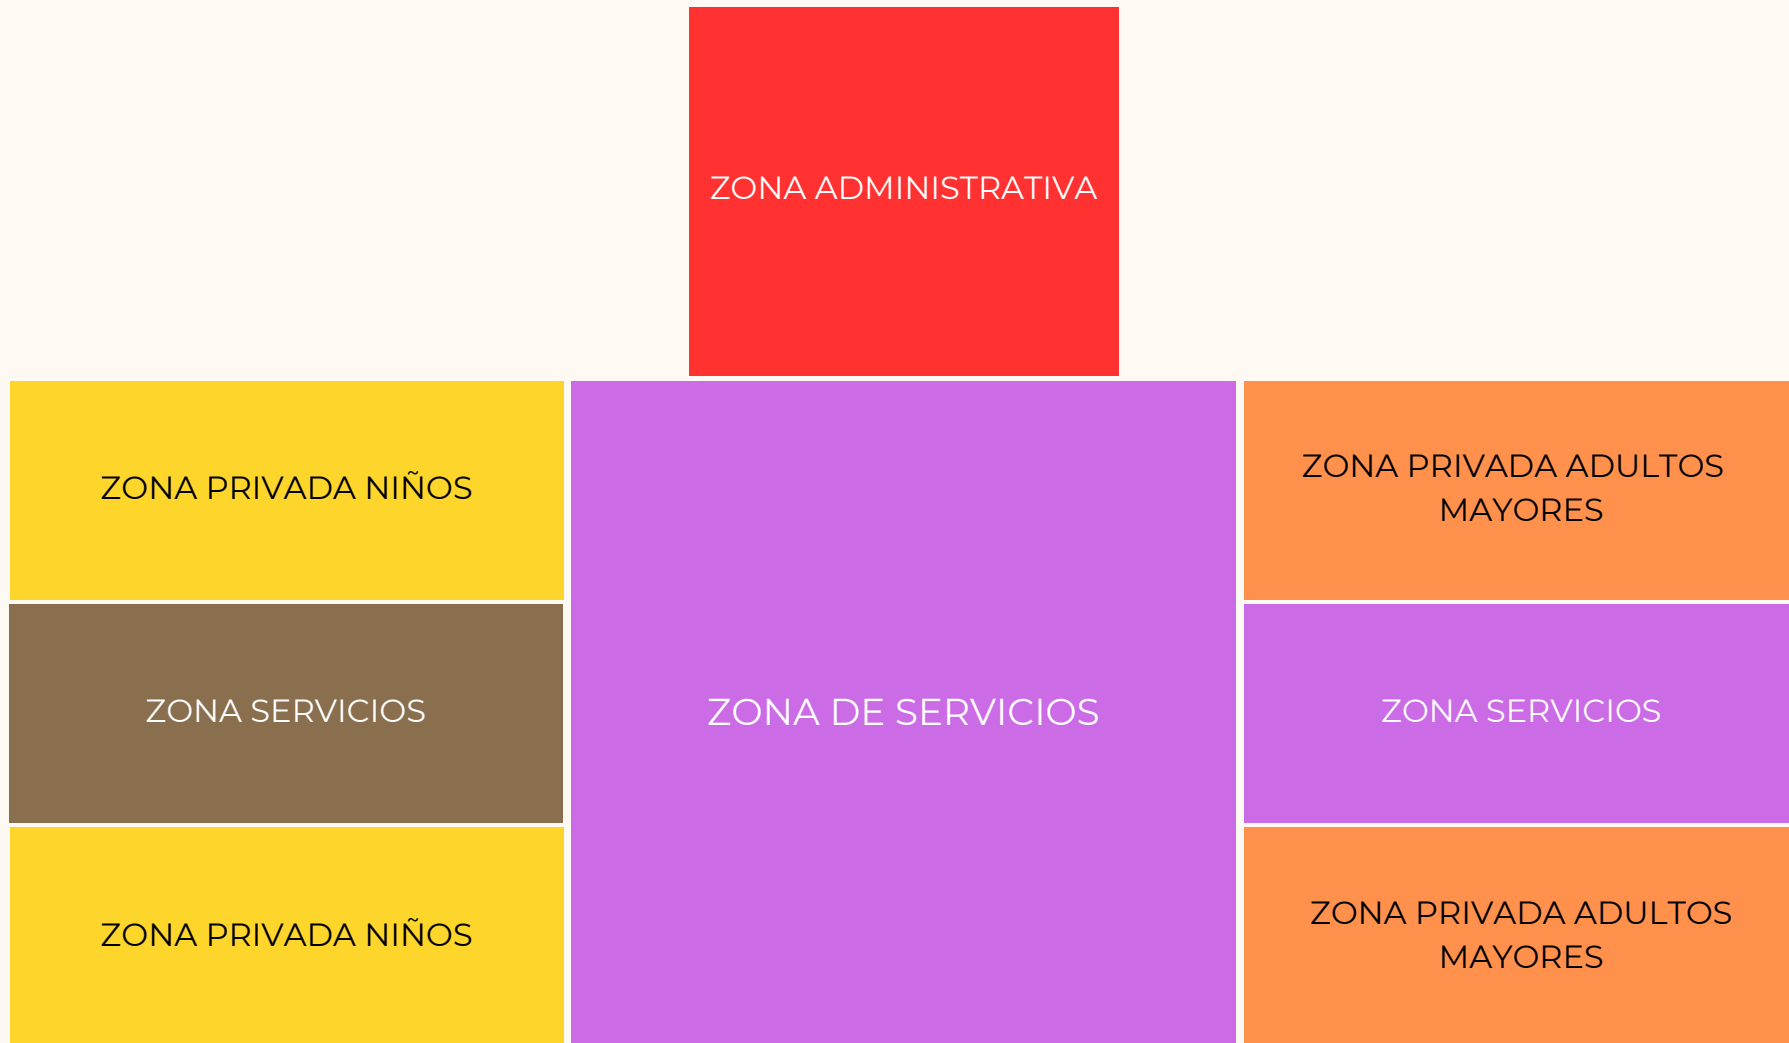 ZONA ADMINISTRATIVA
ZONA PRIVADA NIÑOS
ZONA PRIVADA ADULTOS
MAYORES
ZONA SERVICIOS
ZONA DE SERVICIOS
ZONA SERVICIOS
ZONA PRIVADA NIÑOS
ZONA PRIVADA ADULTOS
MAYORES